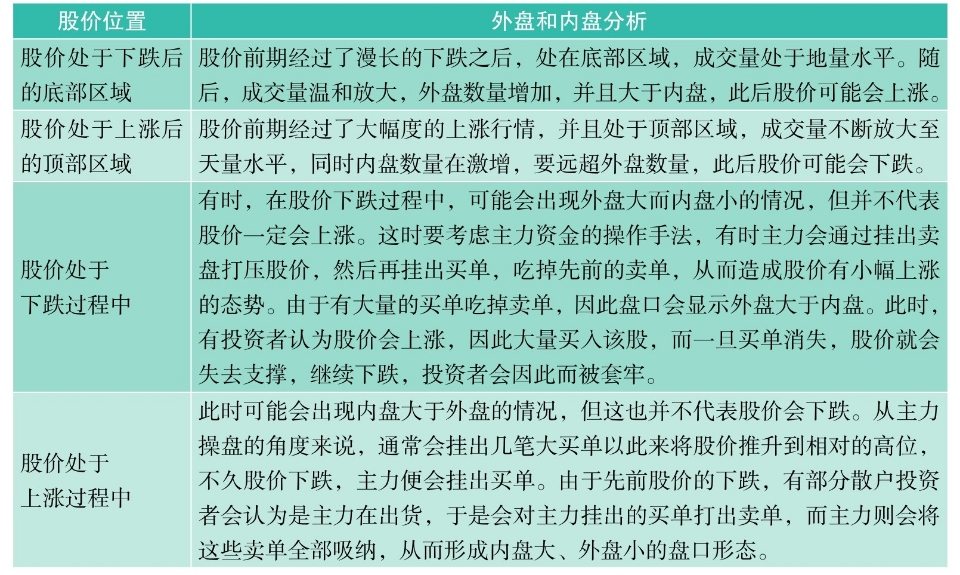 股价位置
外盘和内盘分析
股价处于下跌后
的底部区域
股价前期经过了漫长的下跌之后，处在底部区域，成交量处于地量水平。随
后，成交量温和放大，外盘数量增加，并且大于内盘，此后股价可能会上涨。
股价处于上涨后
的顶部区域
股价前期经过了大幅度的上涨行情，并且处于顶部区域，成交量不断放大至
天量水平，同时内盘数量在激增，要远超外盘数量，此后股价可能会下跌。
股价处于
下跌过程中
有时，在股价下跌过程中，可能会出现外盘大而内盘小的情况，但并不代表
股价一定会上涨。这时要考虑主力资金的操作手法，有时主力会通过挂出卖
盘打压股价，然后再挂出买单，吃掉先前的卖单，从而造成股价有小幅上涨
的态势。由于有大量的买单吃掉卖单，因此盘口会显示外盘大于内盘。此时，
有投资者认为股价会上涨，因此大量买入该股，而一旦买单消失，股价就会
失去支撑，继续下跌，投资者会因此而被套牢。
股价处于
上涨过程中
此时可能会出现内盘大于外盘的情况，但这也并不代表股价会下跌。从主力
操盘的角度来说，通常会挂出几笔大买单以此来将股价推升到相对的高位，
不久股价下跌，主力便会挂出买单。由于先前股价的下跌，有部分散户投资
者会认为是主力在出货，于是会对主力挂出的买单打出卖单，而主力则会将
这些卖单全部吸纳，从而形成内盘大、外盘小的盘口形态。